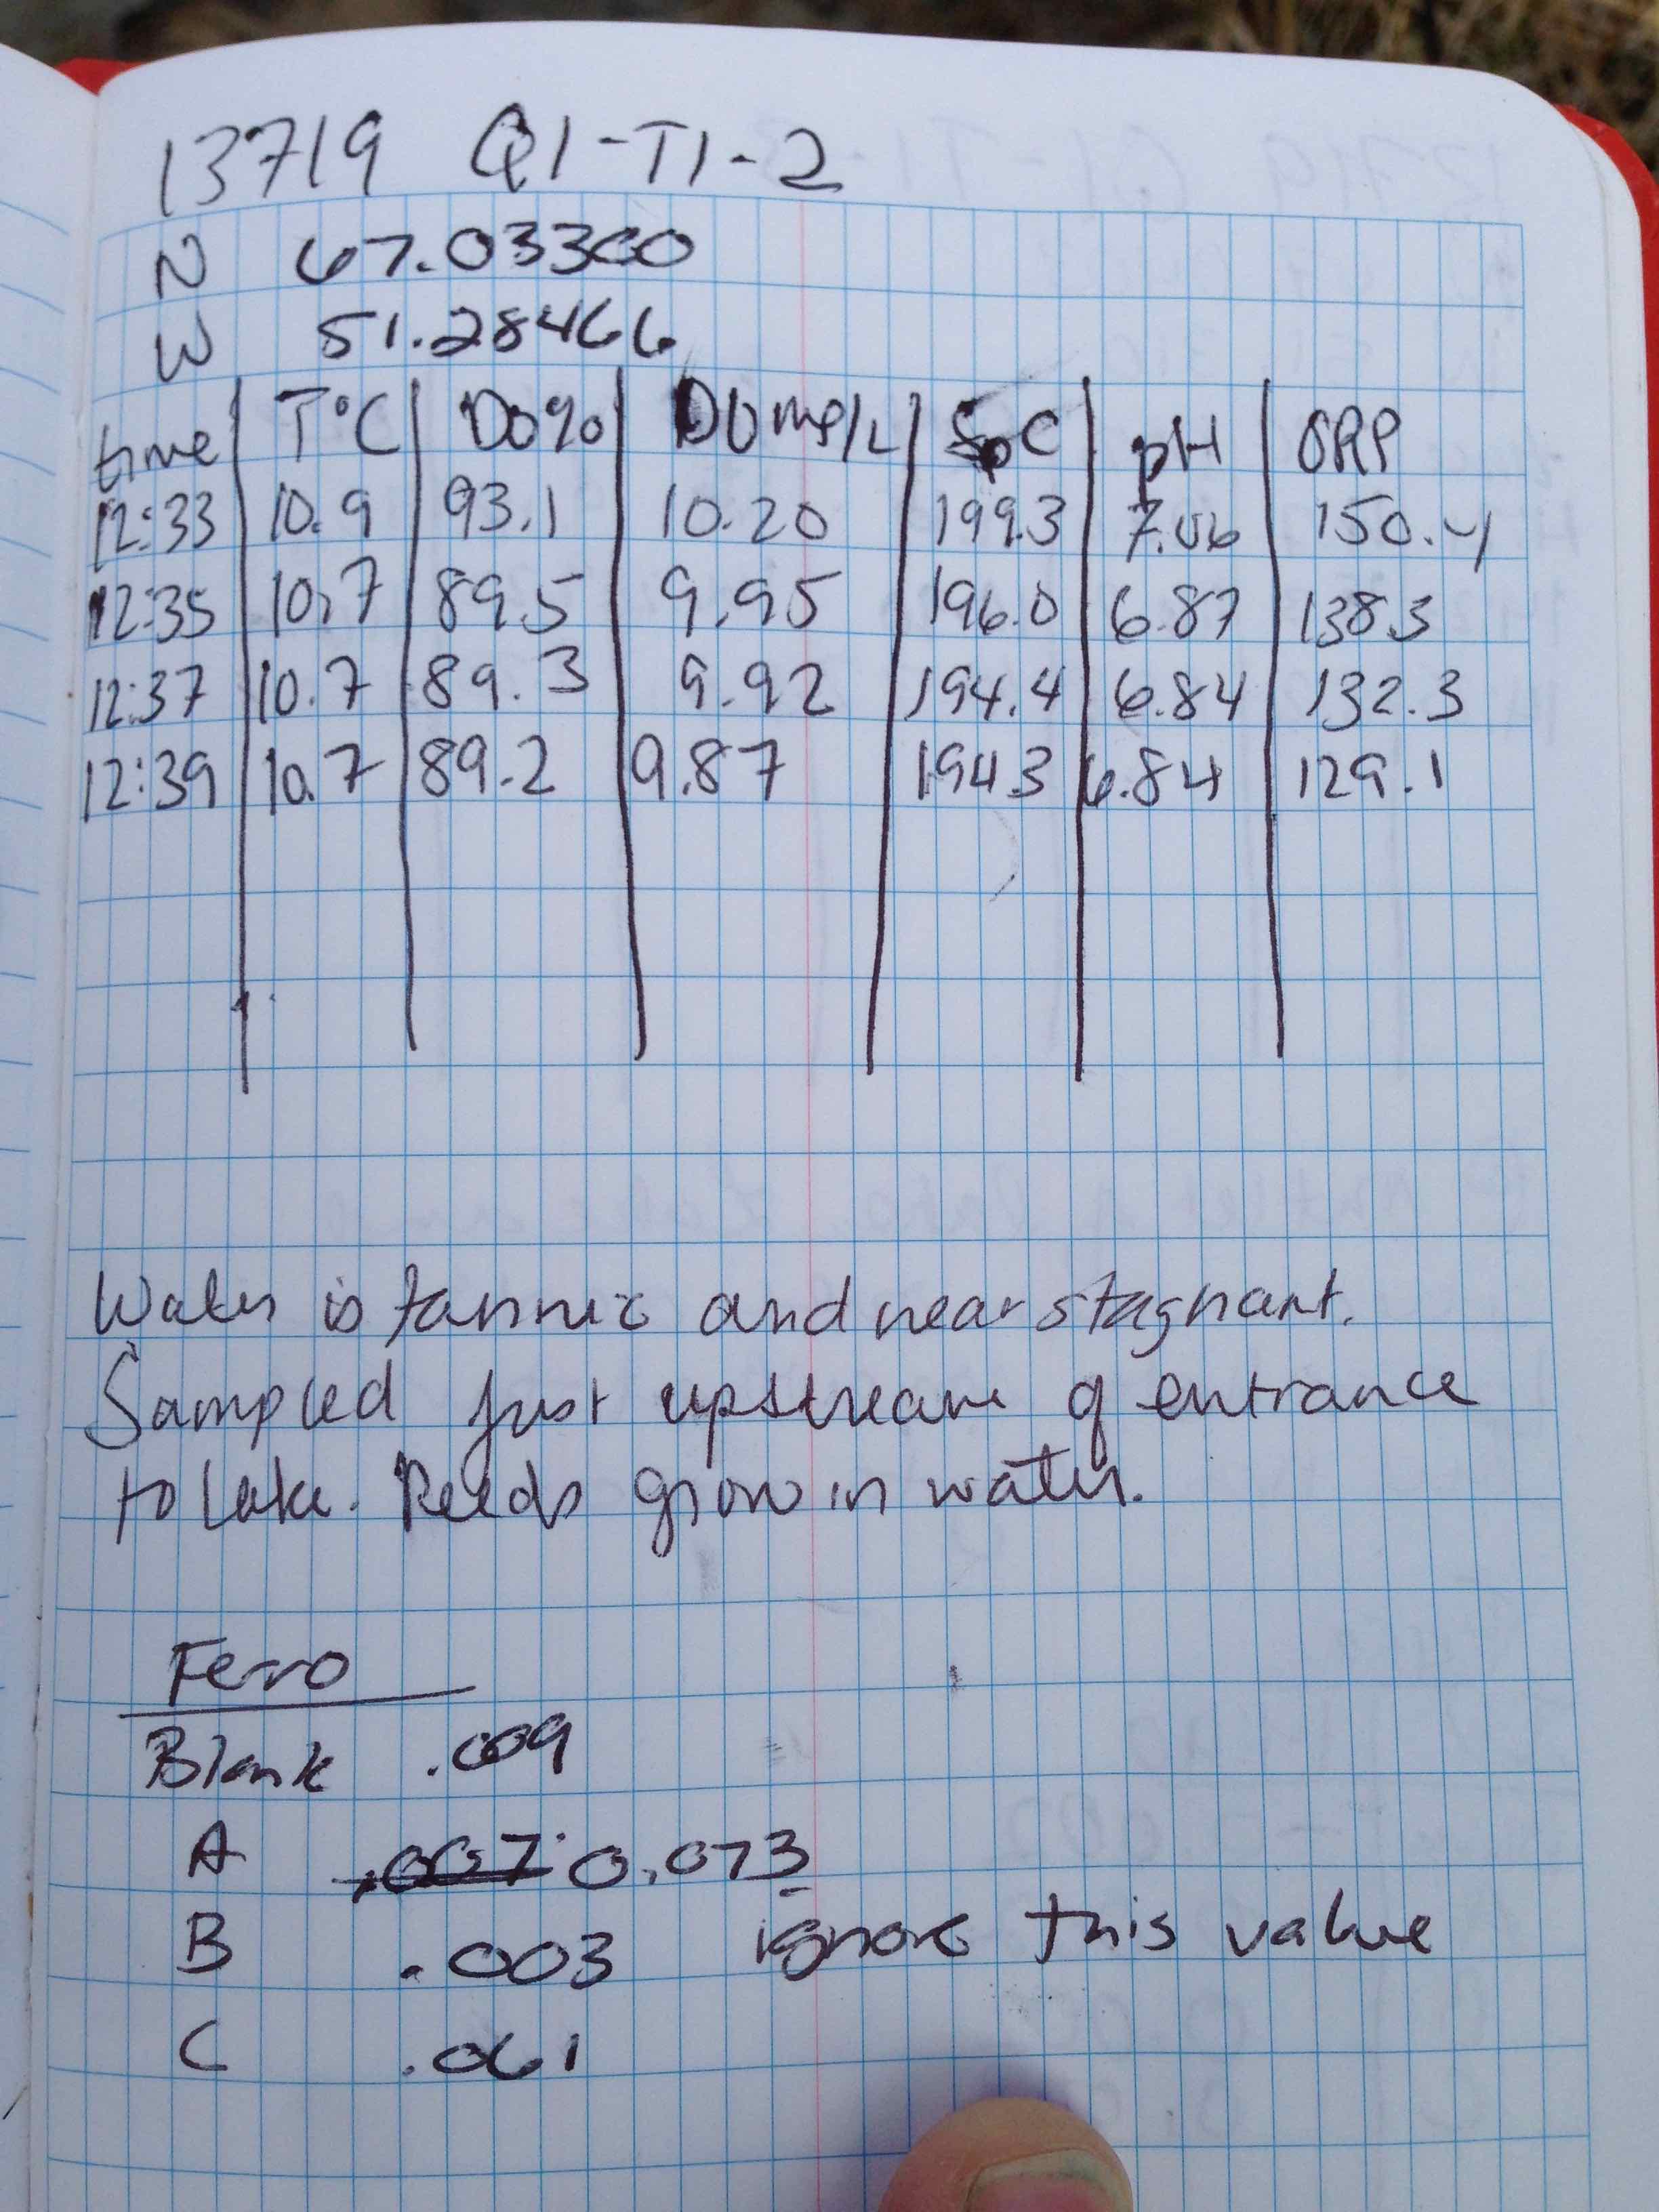 13719 Q1-T1-2
N 67.03300
W 51.28466
time T°C DO% DO mg/L SpC pH ORP
12:33 10.9 93.1 10.20 199.3 7.06 150.4
12:35 10.7 89.5 9.95 196.0 6.87 138.3
12:37 10.7 89.3 9.92 194.4 6.84 132.3
12:39 10.7 89.2 9.87 194.3 6.84 129.1
Water is tannic and near stagnant.
Sampled just upstream of entrance
to lake. Reeds grow in water.
Ferro
Blank .009
A .007 0.073
B .003 ignore this value
C .061